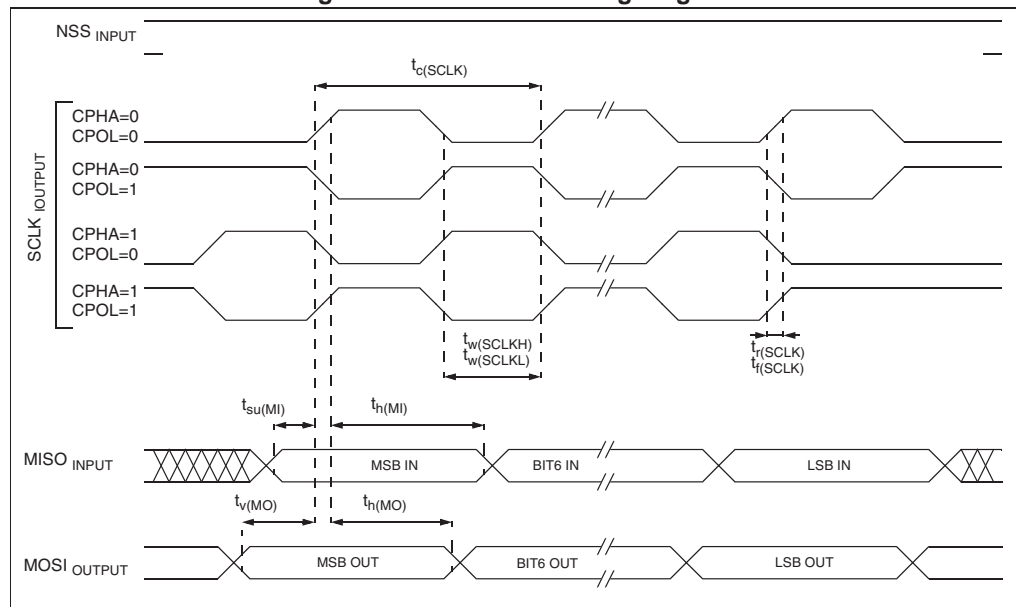 NSS INPUT
tc(SCLK)
SCLK IOUTPUT
CPHA=0
CPOL=0
CPHA=0
CPOL=1
CPHA=1
CPOL=0
CPHA=1
CPOL=1
tw(SCLKH)
tw(SCLKL)
tr(SCLK)
tf(SCLK)
tsu(MI)
th(MI)
MISO INPUT
MSB IN
BIT6 IN
LSB IN
tv(MO)
th(MO)
MOSI OUTPUT
MSB OUT
BIT6 OUT
LSB OUT